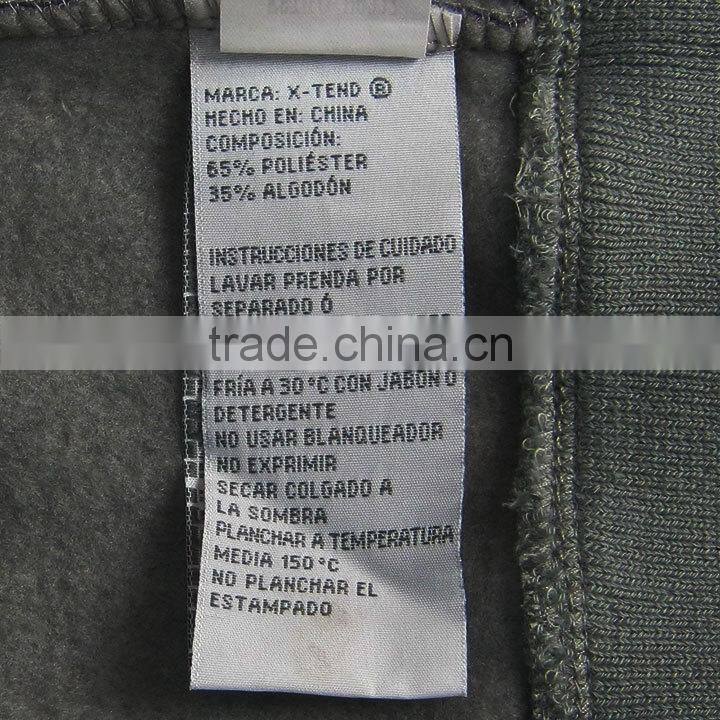 MARCA: X-TEND ®
HECHO EN: CHINA
COMPOSICIÓN:
65% POLIÉSTER
35% ALGODÓN
INSTRUCCIONES DE CUIDADO
LAVAR PRENDA POR
SEPARADO Ó
trade.china.cn
FRÍA A 30 °C CON JABÓN O
DETERGENTE
NO USAR BLANQUEADOR
NO EXPRIMIR
SECAR COLGADO A
LA SOMBRA
PLANCHAR A TEMPERATURA
MEDIA 150 °C
NO PLANCHAR EL
ESTAMPADO